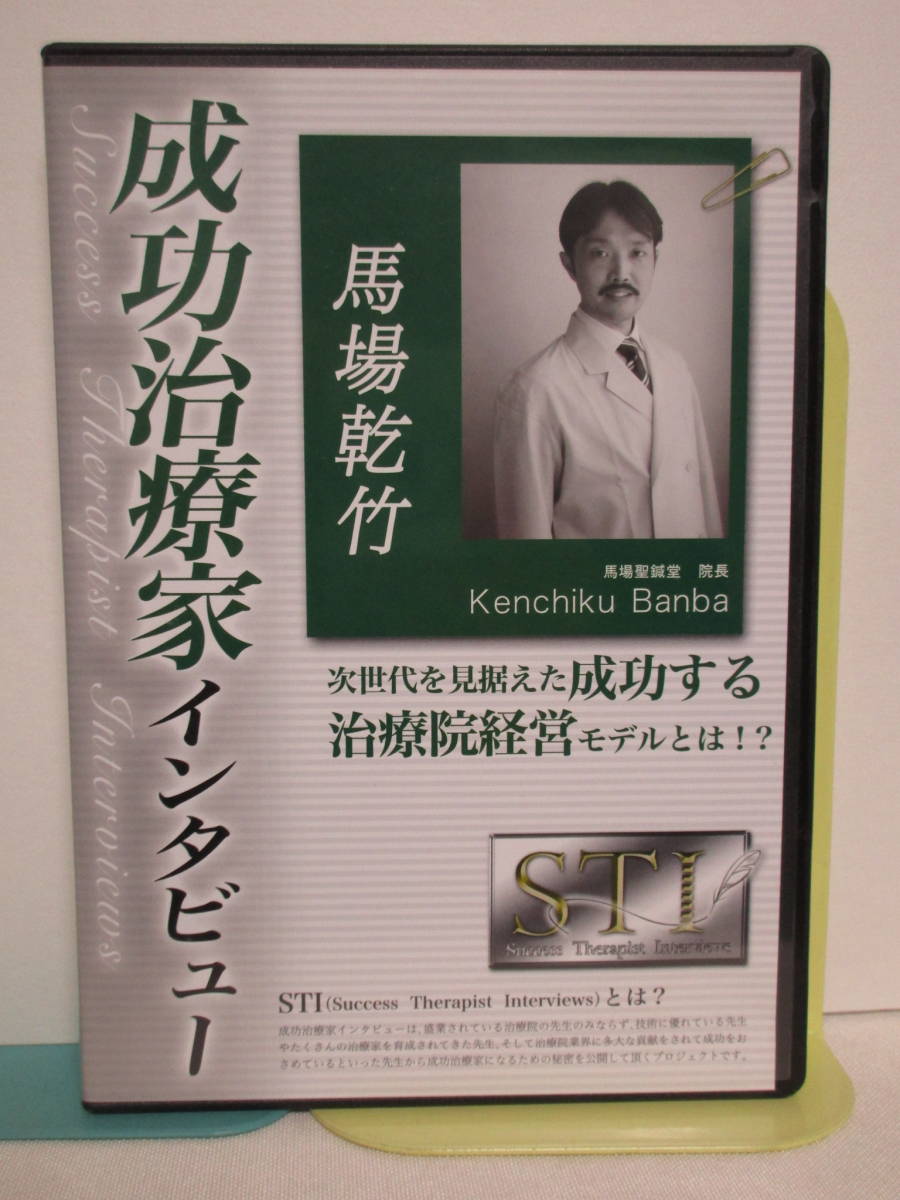 成功治療家インタビュー
Success Therapist Interviews
馬場乾竹
馬場聖鍼堂 院長
Kenchiku Banba
次世代を見据えた成功する
治療院経営モデルとは!?
STI
Success Therapist Interviews
STI(Success Therapist Interviews)とは?
成功治療家インタビューは、盛業されている治療院の先生のみならず、技術に優れている先生
やたくさんの治療家を育成されてきた先生、そして治療院業界に多大な貢献をされて成功をお
さめているといった先生から成功治療家になるための秘密を公開して頂くプロジェクトです。